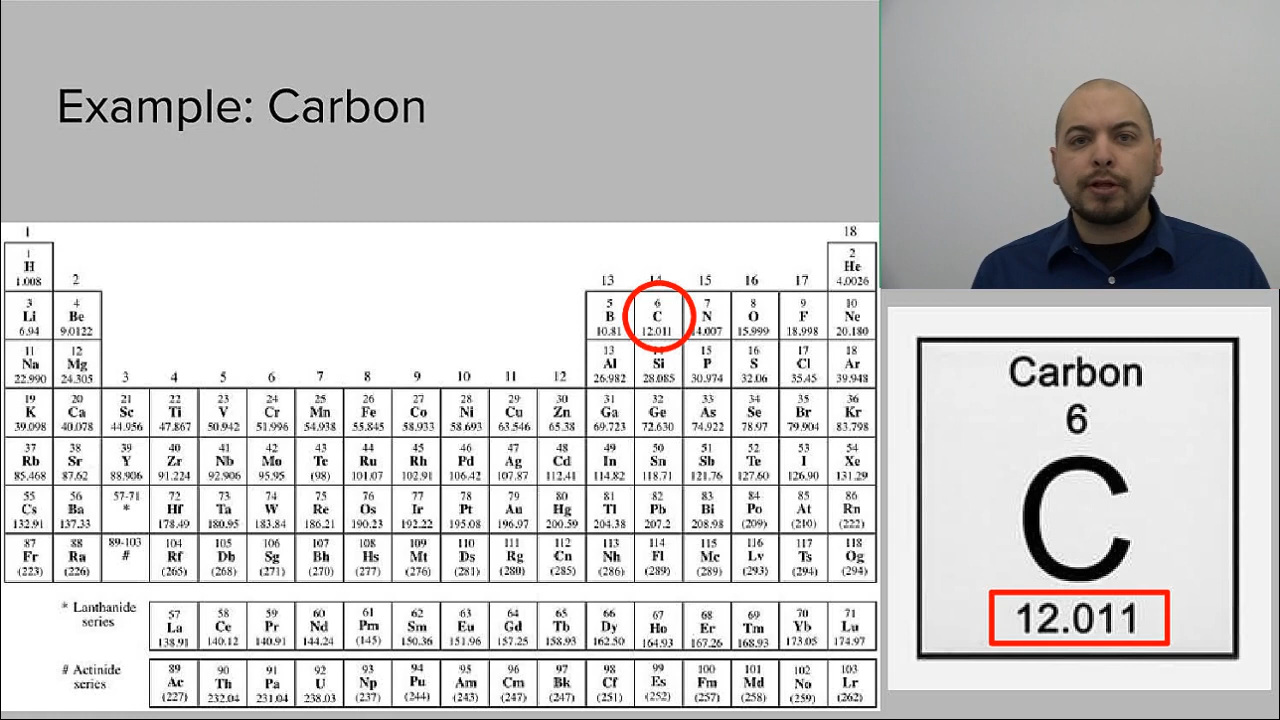 Example: Carbon
1 18
1 2
H 2 13 14 15 16 17 He
1.008 4.0026
3 4 5 6 7 8 9 10
Li Be B C N O F Ne
6.94 9.0122 10.81 12.011 14.007 15.999 18.998 20.180
11 12 13 14 15 16 17 18
Na Mg Al Si P S Cl Ar
22.990 24.305 3 4 5 6 7 8 9 10 11 12 26.982 28.085 30.974 32.06 35.45 39.948
19 20 21 22 23 24 25 26 27 28 29 30 31 32 33 34 35 36
K Ca Sc Ti V Cr Mn Fe Co Ni Cu Zn Ga Ge As Se Br Kr
39.098 40.078 44.956 47.867 50.942 51.996 54.938 55.845 58.933 58.693 63.546 65.38 69.723 72.630 74.922 78.97 79.904 83.798
37 38 39 40 41 42 43 44 45 46 47 48 49 50 51 52 53 54
Rb Sr Y Zr Nb Mo Tc Ru Rh Pd Ag Cd In Sn Sb Te I Xe
85.468 87.62 88.906 91.224 92.906 95.95 (98) 101.07 102.91 106.42 107.87 112.41 114.82 118.71 121.76 127.60 126.90 131.29
55 56 57-71 72 73 74 75 76 77 78 79 80 81 82 83 84 85 86
Cs Ba * Hf Ta W Re Os Ir Pt Au Hg Tl Pb Bi Po At Rn
132.91 137.33 178.49 180.95 183.84 186.21 190.23 192.22 195.08 196.97 200.59 204.38 207.2 208.98 (209) (210) (222)
87 88 89-103 104 105 106 107 108 109 110 111 112 113 114 115 116 117 118
Fr Ra # Rf Db Sg Bh Hs Mt Ds Rg Cn Nh Fl Mc Lv Ts Og
(223) (226) (265) (268) (271) (270) (277) (276) (281) (280) (285) (286) (289) (289) (293) (294) (294)
* Lanthanide series
57 58 59 60 61 62 63 64 65 66 67 68 69 70 71
La Ce Pr Nd Pm Sm Eu Gd Tb Dy Ho Er Tm Yb Lu
138.91 140.12 140.91 144.24 (145) 150.36 151.96 157.25 158.93 162.50 164.93 167.26 168.93 173.05 174.97
# Actinide series
89 90 91 92 93 94 95 96 97 98 99 100 101 102 103
Ac Th Pa U Np Pu Am Cm Bk Cf Es Fm Md No Lr
(227) 232.04 231.04 238.03 (237) (244) (243) (247) (247) (251) (252) (257) (258) (259) (262)
Carbon
6
C
12.011